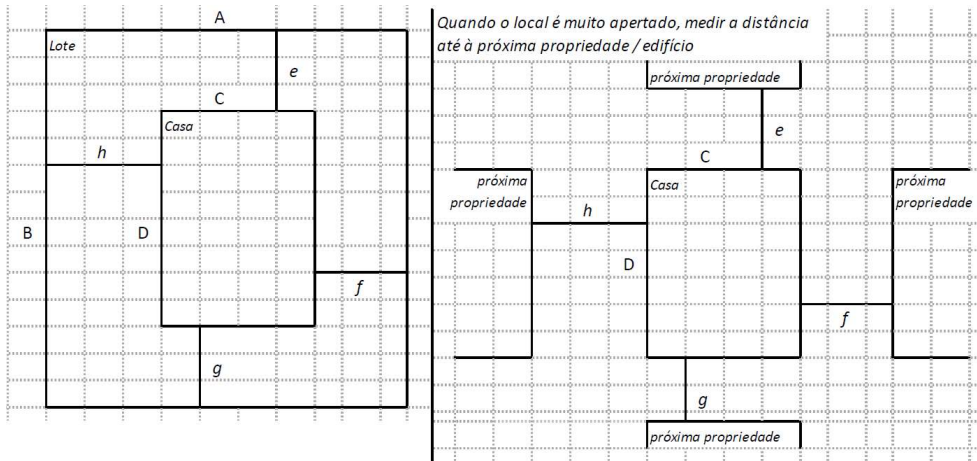 A
Lote
e
C
Casa
h
B
D
f
g
Quando o local é muito apertado, medir a distância
até à próxima propriedade / edifício
próxima propriedade
e
C
próxima
propriedade
Casa
próxima
propriedade
h
D
f
g
próxima propriedade